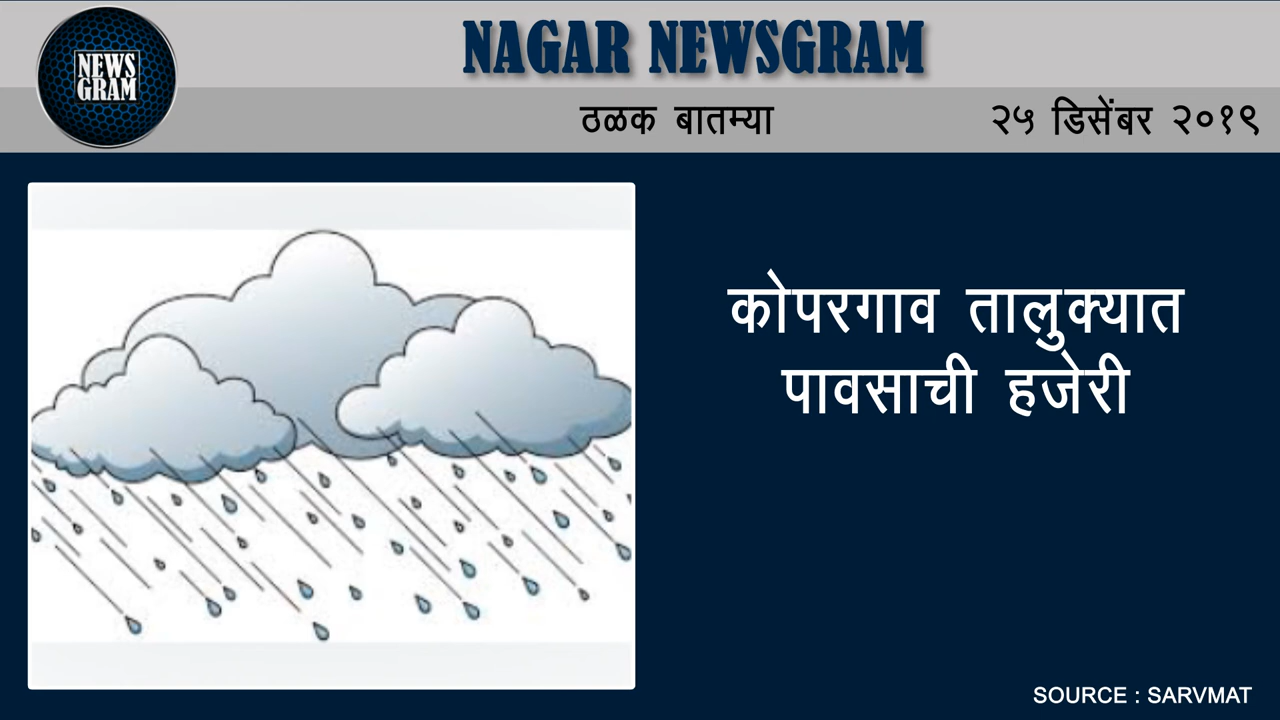 NEWS
GRAM
NAGAR NEWSGRAM
ठळक बातम्या
२५ डिसेंबर २०१९
कोपरगाव तालुक्यात
पावसाची हजेरी
SOURCE : SARVMAT